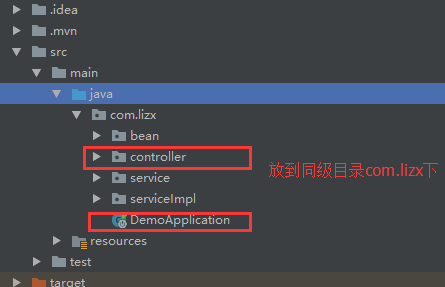 .idea
.mvn
src
main
java
com.lizx
bean
controller
放到同级目录com.lizx下
service
serviceImpl
DemoApplication
resources
test
target